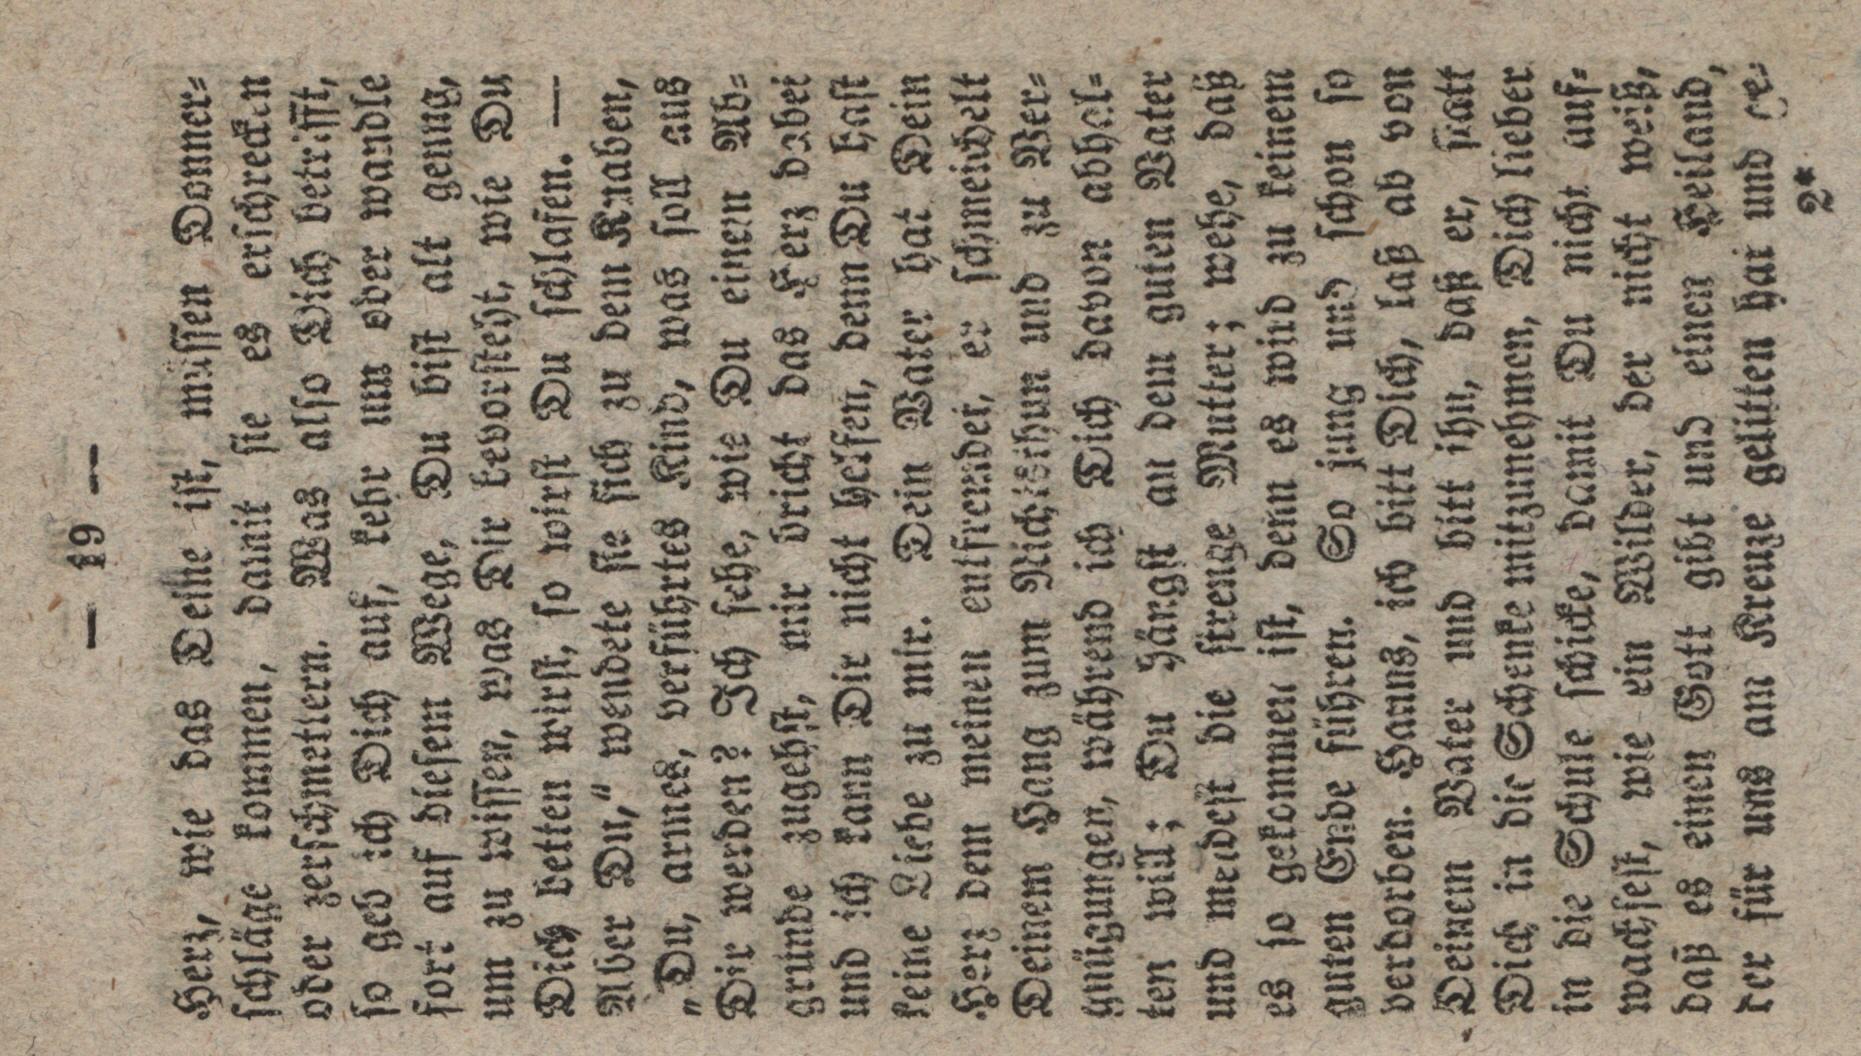 — 19 —
Herz, wie das Deine ist, müssen Donner-
schläge kommen, damit sie es erschrecken
oder zerschmettern. Was also Dich betrifft,
so geb ich Dich auf, kehr um oder wandle
fort auf diesem Wege, Du bist alt genug,
um zu wissen, was Dir bevorsteht, wie Du
Dich betten wirst, so wirst Du schlafen. —
Aber Du,“ wendete sie sich zu dem Knaben,
„Du, armes, verführtes Kind, was soll aus
Dir werden? Ich sehe, wie Du einem Ab-
grunde zugehst, mir bricht das Herz dabei
und ich kann Dir nicht helfen, denn Du hast
keine Liebe zu mir. Dein Vater hat Dein
Herz dem meinen entfremdet, er schmeichelt
Deinem Hang zum Nichtsthun und zu Ver-
gnügungen, während ich Dich davon abhal-
ten will; Du hängst an dem guten Vater
und meidest die strenge Mutter; wehe, daß
es so gekommen ist, denn es wird zu keinem
guten Ende führen. So jung und schon so
verdorben. Hanns, ich bitt Dich, laß ab von
Deinem Vater und bitt ihn, daß er, statt
Dich in die Schenke mitzunehmen, Dich lieber
in die Schule schicke, damit Du nicht auf-
wachsest, wie ein Wilder, der nicht weiß,
daß es einen Gott gibt und einen Heiland,
der für uns am Kreuze gelitten hat und ge-
2*